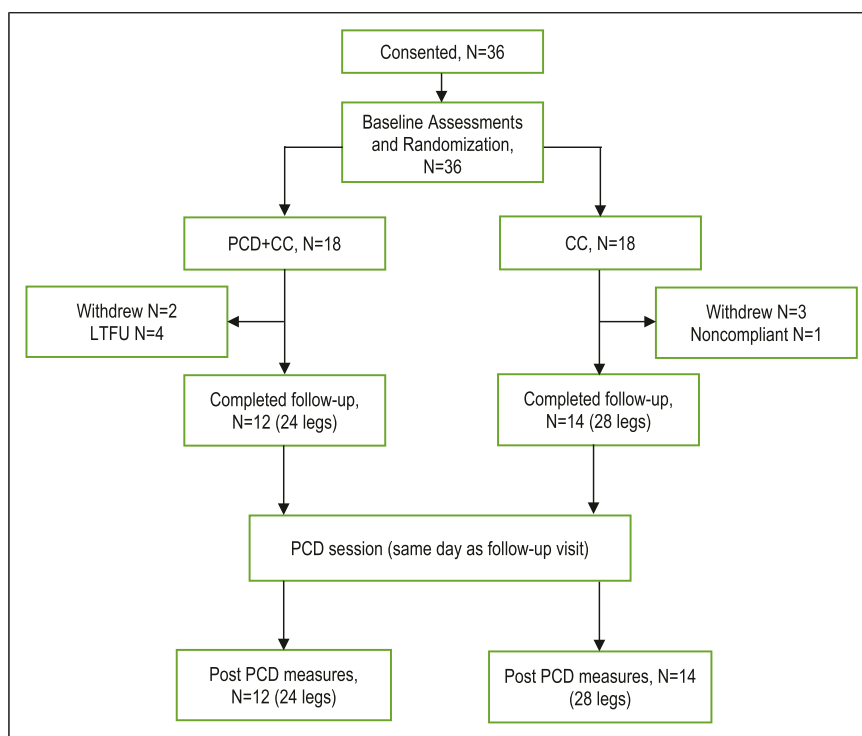 Consented, N=36
Baseline Assessments
and Randomization,
N=36
PCD+CC, N=18
CC, N=18
Withdrew N=2
LTFU N=4
Withdrew N=3
Noncompliant N=1
Completed follow-up,
N=12 (24 legs)
Completed follow-up,
N=14 (28 legs)
PCD session (same day as follow-up visit)
Post PCD measures,
N=12 (24 legs)
Post PCD measures, N=14
(28 legs)